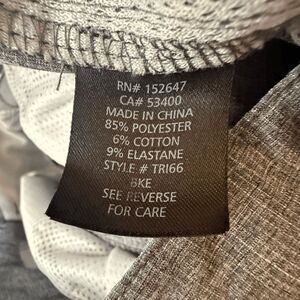 RN# 152647
CA# 53400
MADE IN CHINA
85% POLYESTER
6% COTTON
9% ELASTANE
STYLE # TRI66
BKE
SEE REVERSE
FOR CARE